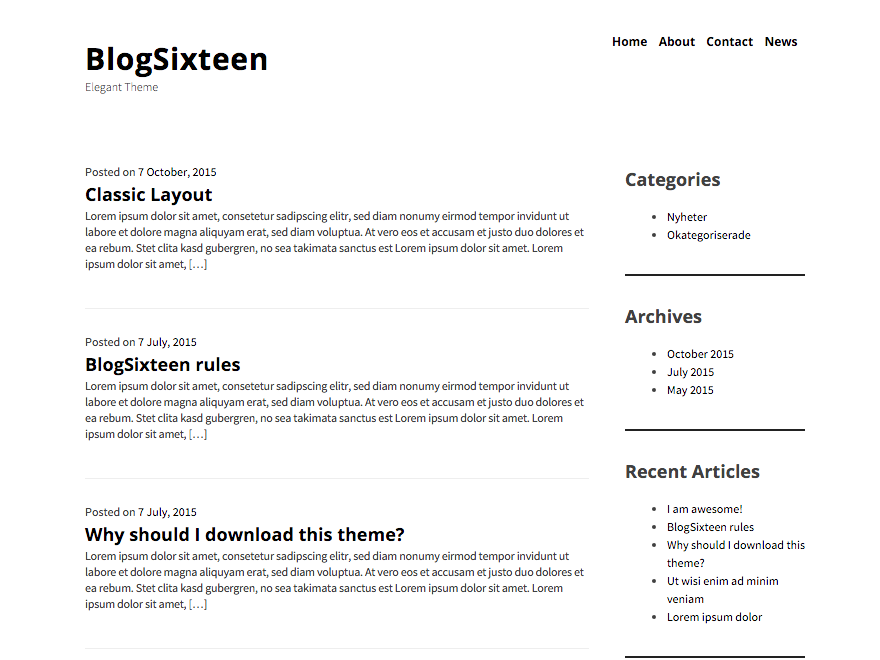 BlogSixteen
Elegant Theme
Home About Contact News
Posted on 7 October, 2015
Classic Layout
Lorem ipsum dolor sit amet, consetetur sadipscing elitr, sed diam nonumy eirmod tempor invidunt ut
labore et dolore magna aliquyam erat, sed diam voluptua. At vero eos et accusam et justo duo dolores et
ea rebum. Stet clita kasd gubergren, no sea takimata sanctus est Lorem ipsum dolor sit amet. Lorem
ipsum dolor sit amet, […]
Posted on 7 July, 2015
BlogSixteen rules
Lorem ipsum dolor sit amet, consetetur sadipscing elitr, sed diam nonumy eirmod tempor invidunt ut
labore et dolore magna aliquyam erat, sed diam voluptua. At vero eos et accusam et justo duo dolores et
ea rebum. Stet clita kasd gubergren, no sea takimata sanctus est Lorem ipsum dolor sit amet. Lorem
ipsum dolor sit amet, […]
Posted on 7 July, 2015
Why should I download this theme?
Lorem ipsum dolor sit amet, consetetur sadipscing elitr, sed diam nonumy eirmod tempor invidunt ut
labore et dolore magna aliquyam erat, sed diam voluptua. At vero eos et accusam et justo duo dolores et
ea rebum. Stet clita kasd gubergren, no sea takimata sanctus est Lorem ipsum dolor sit amet. Lorem
ipsum dolor sit amet, […]
Categories
Nyheter
Okategoriserade
Archives
October 2015
July 2015
May 2015
Recent Articles
I am awesome!
BlogSixteen rules
Why should I download this
theme?
Ut wisi enim ad minim
veniam
Lorem ipsum dolor